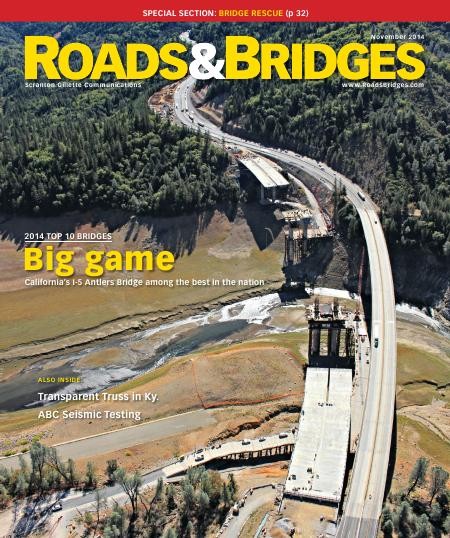 SPECIAL SECTION: BRIDGE RESCUE (p 32)
November 2014
ROADS&BRIDGES
Scranton Gillette Communications
www.RoadsBridges.com
2014 TOP 10 BRIDGES
Big game
California's I-5 Antlers Bridge among the best in the nation
ALSO INSIDE:
Transparent Truss in Ky.
ABC Seismic Testing